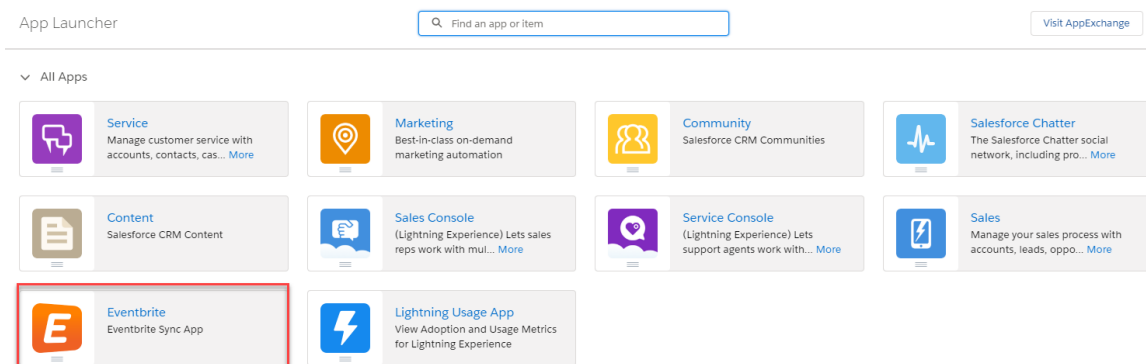 App Launcher
Find an app or item
Visit AppExchange
All Apps
Service
Manage customer service with
accounts, contacts, cas... More
Marketing
Best-in-class on-demand
marketing automation
Community
Salesforce CRM Communities
Salesforce Chatter
The Salesforce Chatter social
network, including pro... More
Content
Salesforce CRM Content
Sales Console
(Lightning Experience) Lets sales
reps work with mul... More
Service Console
(Lightning Experience) Lets
support agents work with... More
Sales
Manage your sales process with
accounts, leads, oppo... More
E
Eventbrite
Eventbrite Sync App
Lightning Usage App
View Adoption and Usage Metrics
for Lightning Experience